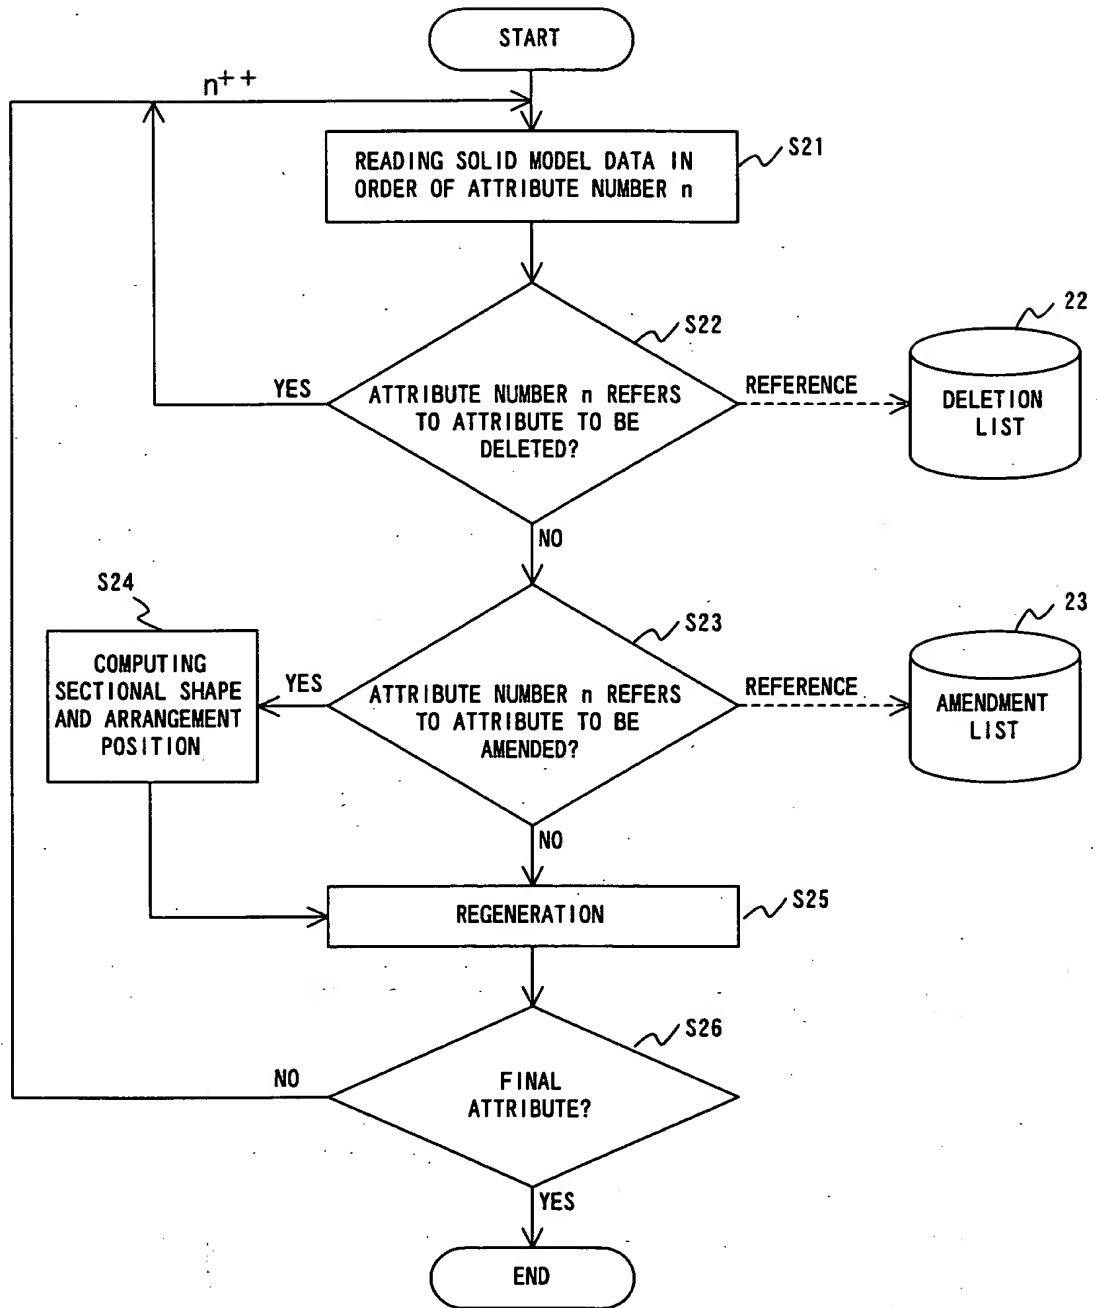 START
n++
READING SOLID MODEL DATA IN
ORDER OF ATTRIBUTE NUMBER n
S21
S22
22
YES
ATTRIBUTE NUMBER n REFERS
TO ATTRIBUTE TO BE
DELETED?
REFERENCE
DELETION
LIST
NO
S24
S23
23
COMPUTING
SECTIONAL SHAPE
AND ARRANGEMENT
POSITION
YES
ATTRIBUTE NUMBER n REFERS
TO ATTRIBUTE TO BE
AMENDED?
REFERENCE
AMENDMENT
LIST
NO
REGENERATION
S25
S26
NO
FINAL
ATTRIBUTE?
YES
END